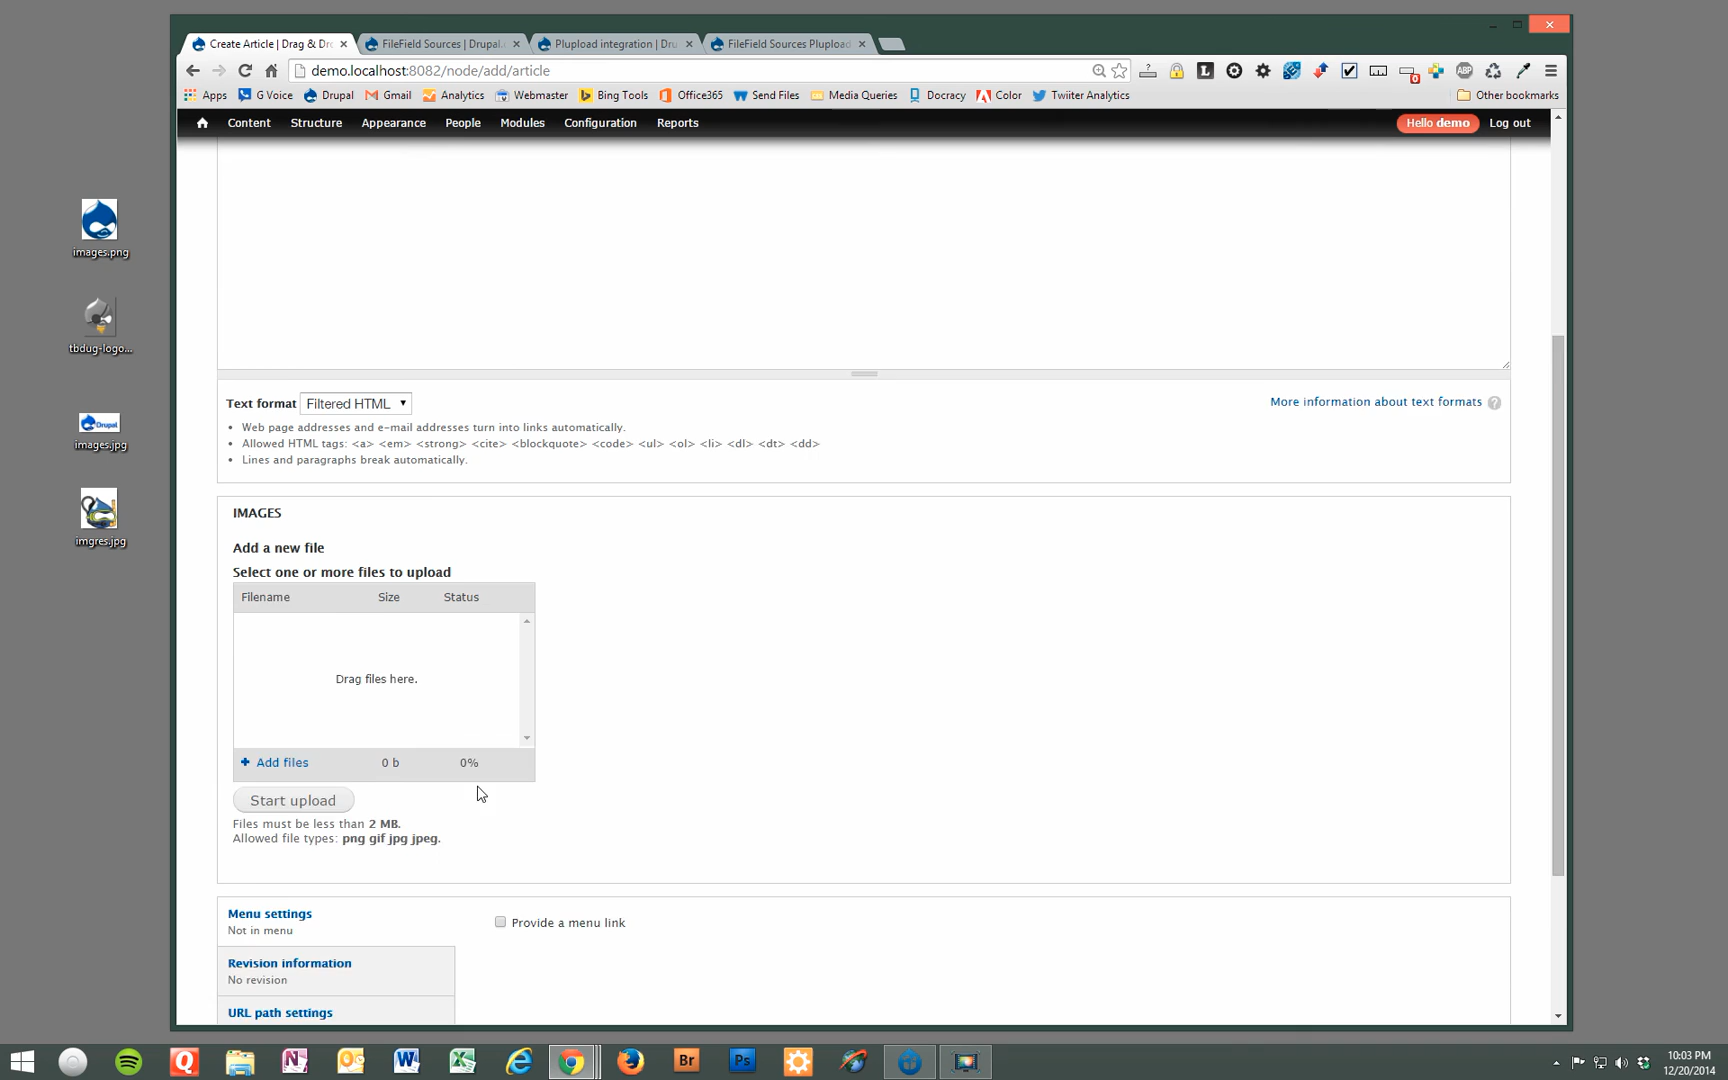 Create Article | Drag & Dr
FileField Sources | Drupal.
Plupload integration | Dru
FileField Sources Plupload
demo.localhost:8082/node/add/article
Apps
G Voice
Drupal
Gmail
Analytics
Webmaster
Bing Tools
Office365
Send Files
Media Queries
Docracy
Color
Twiiter Analytics
Other bookmarks
Content
Structure
Appearance
People
Modules
Configuration
Reports
Hello demo
Log out
images.png
tbdug-logo...
images.jpg
imgres.jpg
Text format
Filtered HTML
More information about text formats
Web page addresses and e-mail addresses turn into links automatically.
Allowed HTML tags: <a> <em> <strong> <cite> <blockquote> <code> <ul> <ol> <li> <dl> <dt> <dd>
Lines and paragraphs break automatically.
IMAGES
Add a new file
Select one or more files to upload
Filename Size Status
Drag files here.
Add files 0 b 0%
Start upload
Files must be less than 2 MB.
Allowed file types: png gif jpg jpeg.
Menu settings
Not in menu
Provide a menu link
Revision information
No revision
URL path settings
Br
Ps
10:03 PM
12/20/2014